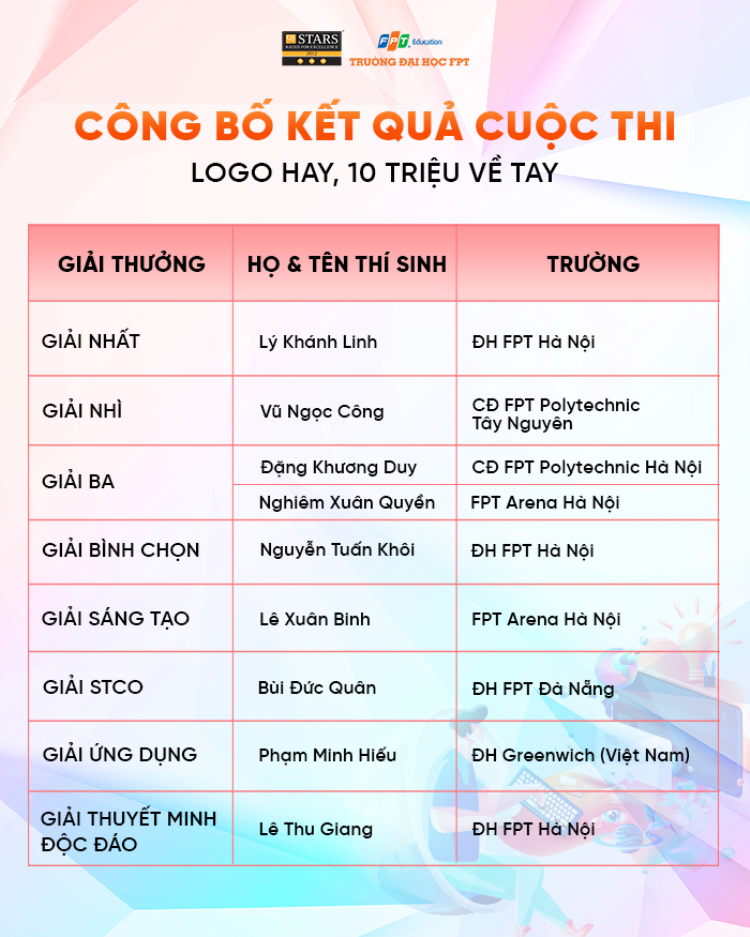 STARS
RATED FOR EXCELLENCE
FPT Education
TRƯỜNG ĐẠI HỌC FPT
CÔNG BỐ KẾT QUẢ CUỘC THI
LOGO HAY, 10 TRIỆU VỀ TAY
GIẢI THƯỞNG HỌ & TÊN THÍ SINH TRƯỜNG
GIẢI NHẤT Lý Khánh Linh ĐH FPT Hà Nội
GIẢI NHÌ Vũ Ngọc Công CĐ FPT Polytechnic
Tây Nguyên
GIẢI BA Đặng Khương Duy CĐ FPT Polytechnic Hà Nội
Nghiêm Xuân Quyền FPT Arena Hà Nội
GIẢI BÌNH CHỌN Nguyễn Tuấn Khôi ĐH FPT Hà Nội
GIẢI SÁNG TẠO Lê Xuân Binh FPT Arena Hà Nội
GIẢI STCO Bùi Đức Quân ĐH FPT Đà Nẵng
GIẢI ỨNG DỤNG Phạm Minh Hiếu ĐH Greenwich (Việt Nam)
GIẢI THUYẾT MINH
ĐỘC ĐÁO Lê Thu Giang ĐH FPT Hà Nội